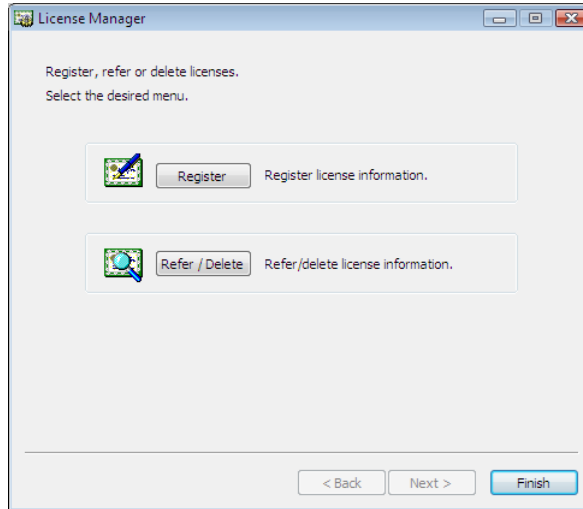 License Manager
Register, refer or delete licenses.
Select the desired menu.
Register Register license information.
Refer / Delete Refer/delete license information.
< Back Next > Finish